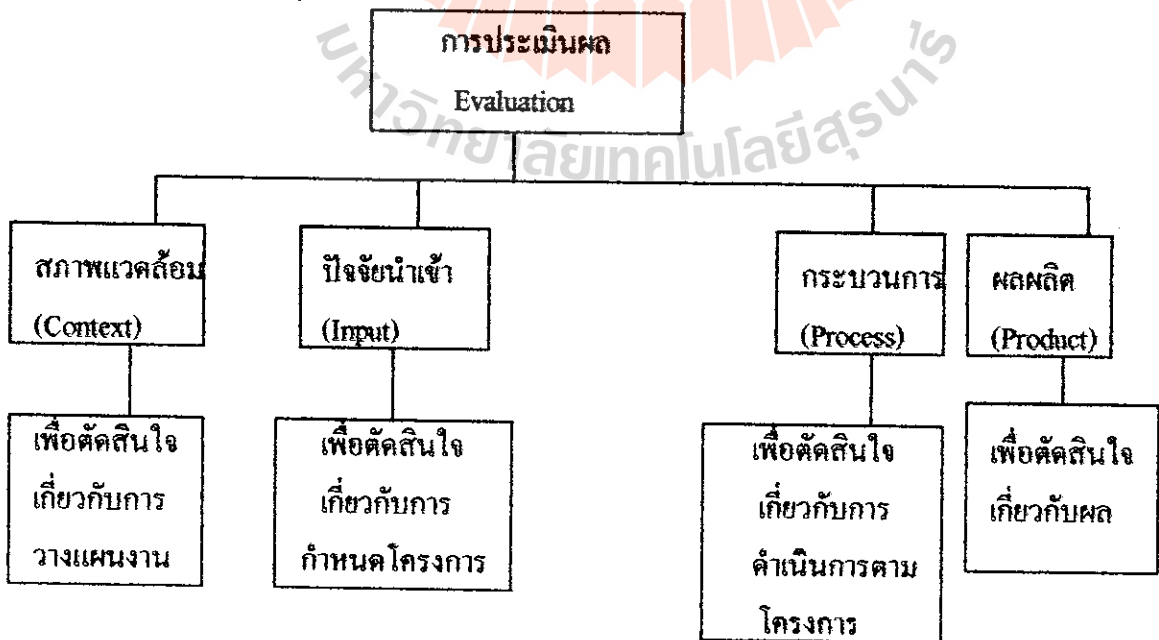 การประเมินผล
Evaluation
มหาวิทยาลัยเทคโนโลยีสุรนารี
สภาพแวดล้อม
(Context)
ปัจจัยนำเข้า
(Input)
กระบวนการ
(Process)
ผลผลิต
(Product)
เพื่อตัดสินใจ
เกี่ยวกับการ
วางแผนงาน
เพื่อตัดสินใจ
เกี่ยวกับการ
กำหนดโครงการ
เพื่อตัดสินใจ
เกี่ยวกับการ
ดำเนินการตาม
โครงการ
เพื่อตัดสินใจ
เกี่ยวกับผล